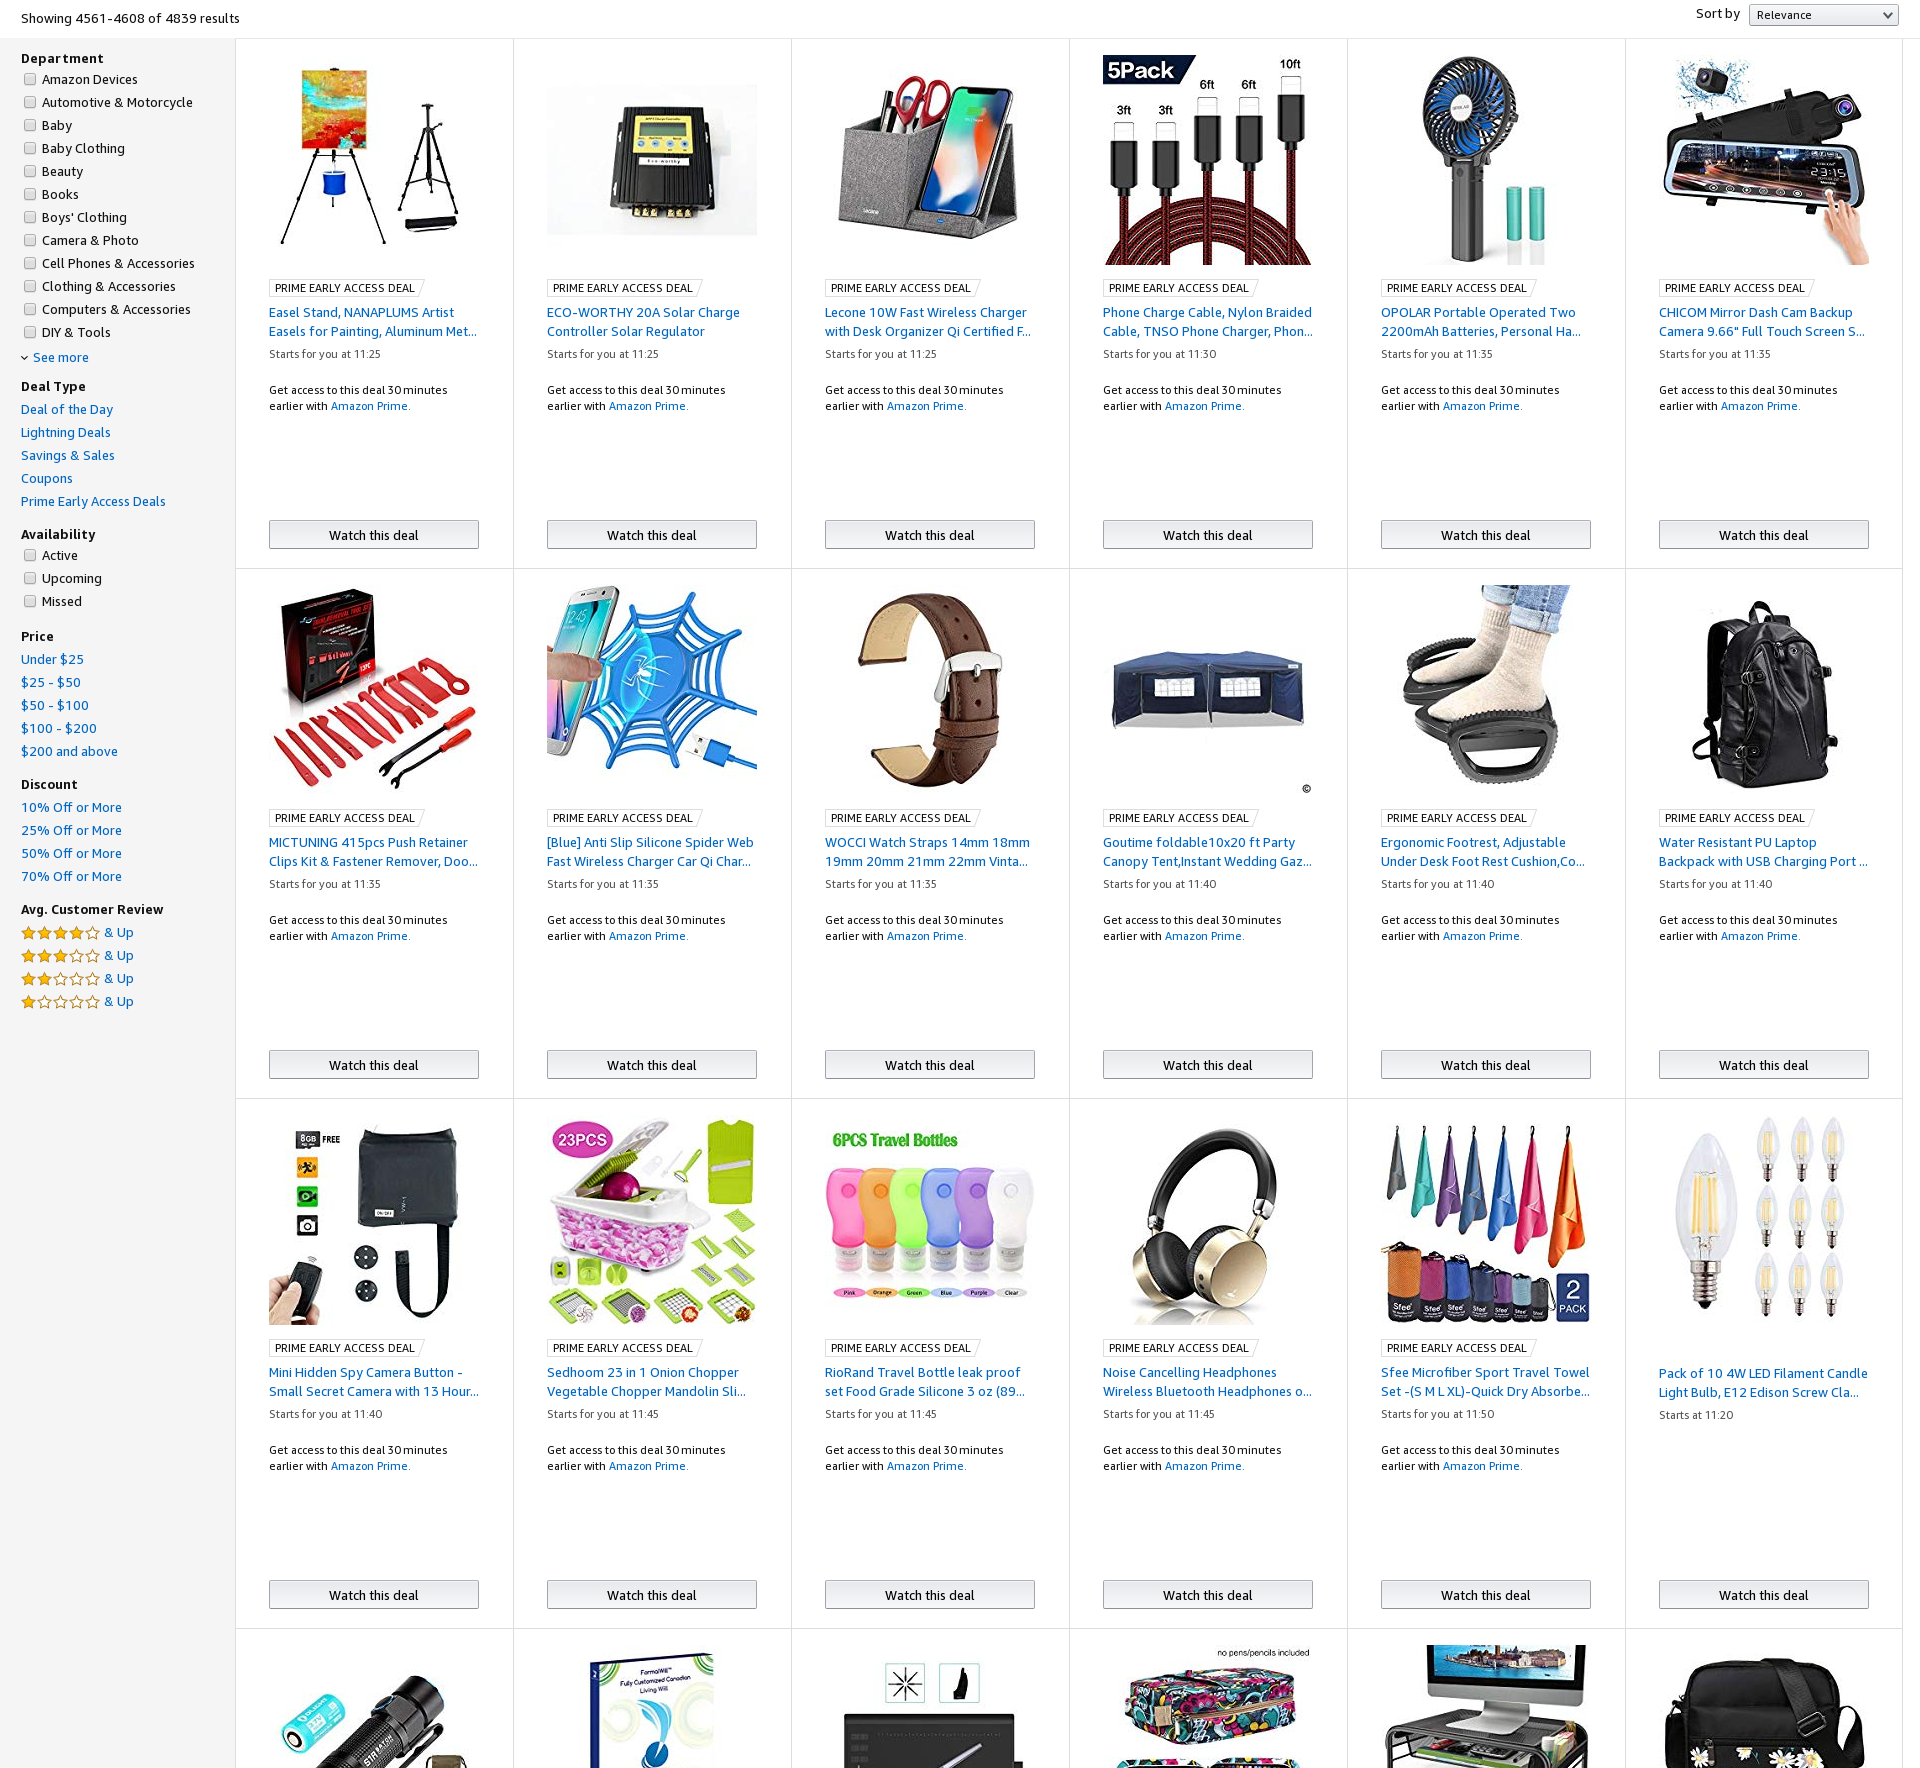 Showing 4561-4608 of 4839 results
Sort by
Relevance
Department
Amazon Devices
Automotive & Motorcycle
Baby
Baby Clothing
Beauty
Books
Boys' Clothing
Camera & Photo
Cell Phones & Accessories
Clothing & Accessories
Computers & Accessories
DIY & Tools
See more
Deal Type
Deal of the Day
Lightning Deals
Savings & Sales
Coupons
Prime Early Access Deals
Availability
Active
Upcoming
Missed
Price
Under $25
$25 - $50
$50 - $100
$100 - $200
$200 and above
Discount
10% Off or More
25% Off or More
50% Off or More
70% Off or More
Avg. Customer Review
& Up
& Up
& Up
& Up
PRIME EARLY ACCESS DEAL
Easel Stand, NANAPLUMS Artist
Easels for Painting, Aluminum Met...
Starts for you at 11:25
Get access to this deal 30 minutes
earlier with Amazon Prime.
Watch this deal
Eco Worthy
PRIME EARLY ACCESS DEAL
ECO-WORTHY 20A Solar Charge
Controller Solar Regulator
Starts for you at 11:25
Get access to this deal 30 minutes
earlier with Amazon Prime.
Watch this deal
Lecone
PRIME EARLY ACCESS DEAL
Lecone 10W Fast Wireless Charger
with Desk Organizer Qi Certified F...
Starts for you at 11:25
Get access to this deal 30 minutes
earlier with Amazon Prime.
Watch this deal
5Pack
3ft
3ft
6ft
6ft
10ft
PRIME EARLY ACCESS DEAL
Phone Charge Cable, Nylon Braided
Cable, TNSO Phone Charger, Phon...
Starts for you at 11:30
Get access to this deal 30 minutes
earlier with Amazon Prime.
Watch this deal
OPOLAR
PRIME EARLY ACCESS DEAL
OPOLAR Portable Operated Two
2200mAh Batteries, Personal Ha...
Starts for you at 11:35
Get access to this deal 30 minutes
earlier with Amazon Prime.
Watch this deal
23:15
PRIME EARLY ACCESS DEAL
CHICOM Mirror Dash Cam Backup
Camera 9.66" Full Touch Screen S...
Starts for you at 11:35
Get access to this deal 30 minutes
earlier with Amazon Prime.
Watch this deal
PRIME EARLY ACCESS DEAL
MICTUNING 415pcs Push Retainer
Clips Kit & Fastener Remover, Doo...
Starts for you at 11:35
Get access to this deal 30 minutes
earlier with Amazon Prime.
Watch this deal
12:45
PRIME EARLY ACCESS DEAL
[Blue] Anti Slip Silicone Spider Web
Fast Wireless Charger Car Qi Char...
Starts for you at 11:35
Get access to this deal 30 minutes
earlier with Amazon Prime.
Watch this deal
PRIME EARLY ACCESS DEAL
WOCCI Watch Straps 14mm 18mm
19mm 20mm 21mm 22mm Vinta...
Starts for you at 11:35
Get access to this deal 30 minutes
earlier with Amazon Prime.
Watch this deal
©
PRIME EARLY ACCESS DEAL
Goutime foldable10x20 ft Party
Canopy Tent,Instant Wedding Gaz...
Starts for you at 11:40
Get access to this deal 30 minutes
earlier with Amazon Prime.
Watch this deal
PRIME EARLY ACCESS DEAL
Ergonomic Footrest, Adjustable
Under Desk Foot Rest Cushion,Co...
Starts for you at 11:40
Get access to this deal 30 minutes
earlier with Amazon Prime.
Watch this deal
PRIME EARLY ACCESS DEAL
Water Resistant PU Laptop
Backpack with USB Charging Port ...
Starts for you at 11:40
Get access to this deal 30 minutes
earlier with Amazon Prime.
Watch this deal
8GB FREE
PRIME EARLY ACCESS DEAL
Mini Hidden Spy Camera Button -
Small Secret Camera with 13 Hour...
Starts for you at 11:40
Get access to this deal 30 minutes
earlier with Amazon Prime.
Watch this deal
23PCS
PRIME EARLY ACCESS DEAL
Sedhoom 23 in 1 Onion Chopper
Vegetable Chopper Mandolin Sli...
Starts for you at 11:45
Get access to this deal 30 minutes
earlier with Amazon Prime.
Watch this deal
6PCS Travel Bottles
Pink Orange Green Blue Purple Clear
PRIME EARLY ACCESS DEAL
RioRand Travel Bottle leak proof
set Food Grade Silicone 3 oz (89...
Starts for you at 11:45
Get access to this deal 30 minutes
earlier with Amazon Prime.
Watch this deal
PRIME EARLY ACCESS DEAL
Noise Cancelling Headphones
Wireless Bluetooth Headphones o...
Starts for you at 11:45
Get access to this deal 30 minutes
earlier with Amazon Prime.
Watch this deal
Sfee Sfee Sfee Sfee
2
PACK
PRIME EARLY ACCESS DEAL
Sfee Microfiber Sport Travel Towel
Set -(S M L XL)-Quick Dry Absorbe...
Starts for you at 11:50
Get access to this deal 30 minutes
earlier with Amazon Prime.
Watch this deal
Pack of 10 4W LED Filament Candle
Light Bulb, E12 Edison Screw Cla...
Starts at 11:20
Watch this deal
S1R BATON
FormalWill™
Fully Customized Canadian
Living Will
no pens/pencils included